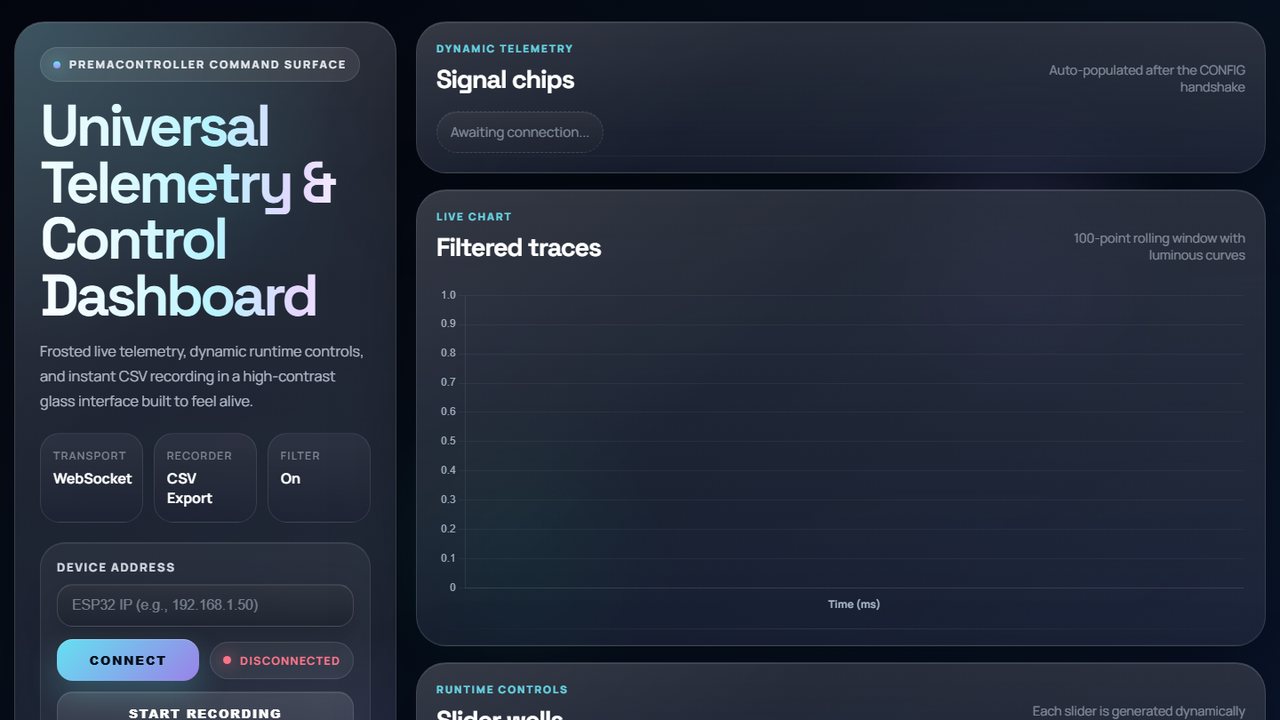 PREMACONTROLLER COMMAND SURFACE
Universal
Telemetry &
Control
Dashboard
Frosted live telemetry, dynamic runtime controls,
and instant CSV recording in a high-contrast
glass interface built to feel alive.
TRANSPORT
WebSocket
RECORDER
CSV
Export
FILTER
On
DEVICE ADDRESS
ESP32 IP (e.g., 192.168.1.50)
CONNECT
DISCONNECTED
START RECORDING
DYNAMIC TELEMETRY
Signal chips
Auto-populated after the CONFIG
handshake
Awaiting connection...
LIVE CHART
Filtered traces
100-point rolling window with
luminous curves
1.0
0.9
0.8
0.7
0.6
0.5
0.4
0.3
0.2
0.1
0
Time (ms)
RUNTIME CONTROLS
Slider wells
Each slider is generated dynamically